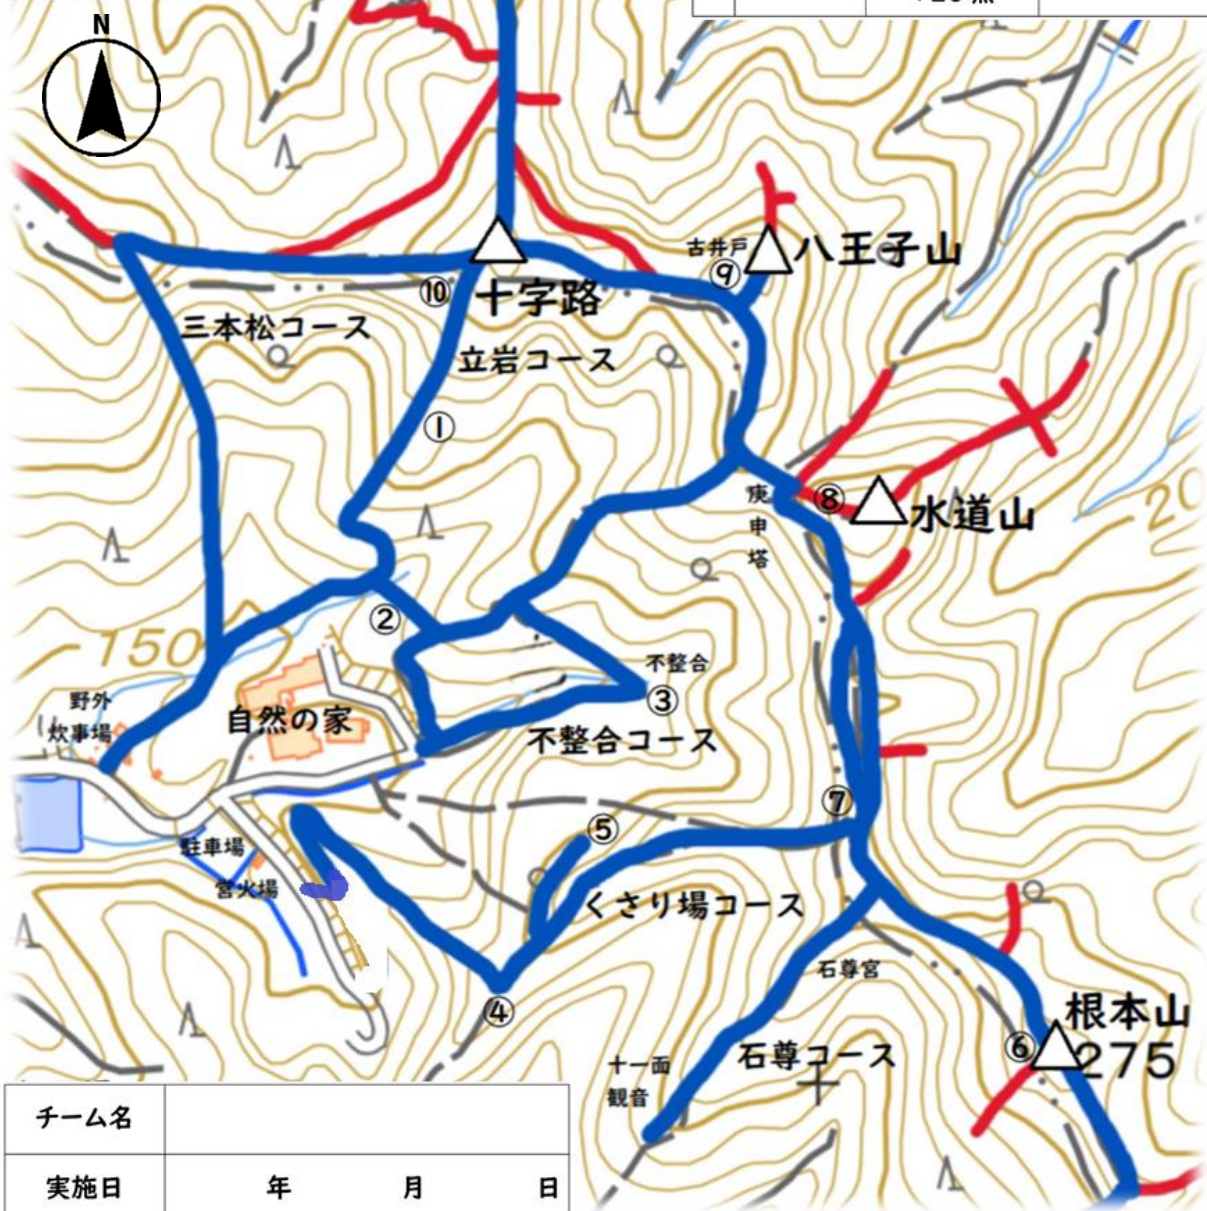 N
古井戸
八王子山
⑨
⑩
十字路
三本松コース
立岩コース
①
庚申塔
⑧
水道山
20
②
150
不整合
③
野外
炊事場
自然の家
不整合コース
⑦
⑤
駐車場
営火場
くさり場コース
石尊宮
④
根本山
⑥
275
十一面
観音
石尊コース
チーム名
実施日 年 月 日